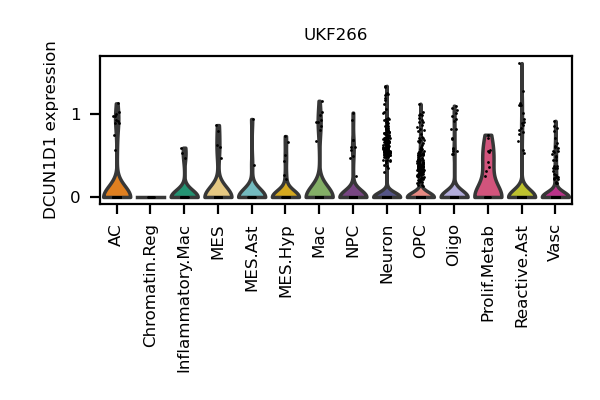 UKF266
DCUN1D1 expression
1
0
AC
Chromatin.Reg
Inflammatory.Mac
MES
MES.Ast
MES.Hyp
Mac
NPC
Neuron
OPC
Oligo
Prolif.Metab
Reactive.Ast
Vasc